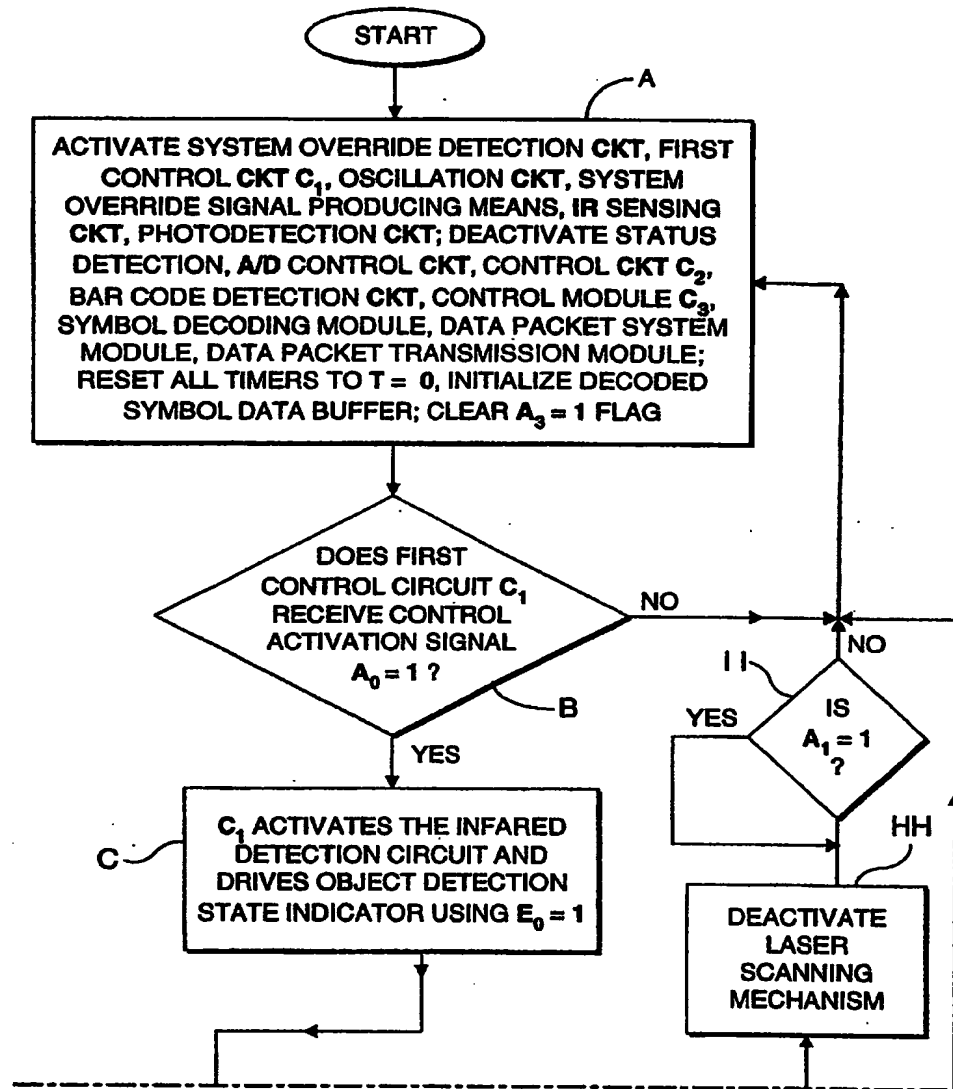 START
A
ACTIVATE SYSTEM OVERRIDE DETECTION CKT, FIRST
CONTROL CKT C₁, OSCILLATION CKT, SYSTEM
OVERRIDE SIGNAL PRODUCING MEANS, IR SENSING
CKT, PHOTODETECTION CKT; DEACTIVATE STATUS
DETECTION, A/D CONTROL CKT, CONTROL CKT C₂,
BAR CODE DETECTION CKT, CONTROL MODULE C₃,
SYMBOL DECODING MODULE, DATA PACKET SYSTEM
MODULE, DATA PACKET TRANSMISSION MODULE;
RESET ALL TIMERS TO T = 0, INITIALIZE DECODED
SYMBOL DATA BUFFER; CLEAR A₃ = 1 FLAG
DOES FIRST
CONTROL CIRCUIT C₁
RECEIVE CONTROL
ACTIVATION SIGNAL
A₀ = 1 ?
NO
B
YES
C
C₁ ACTIVATES THE INFARED
DETECTION CIRCUIT AND
DRIVES OBJECT DETECTION
STATE INDICATOR USING E₀ = 1
NO
II
YES
IS
A₁ = 1
?
HH
DEACTIVATE
LASER
SCANNING
MECHANISM